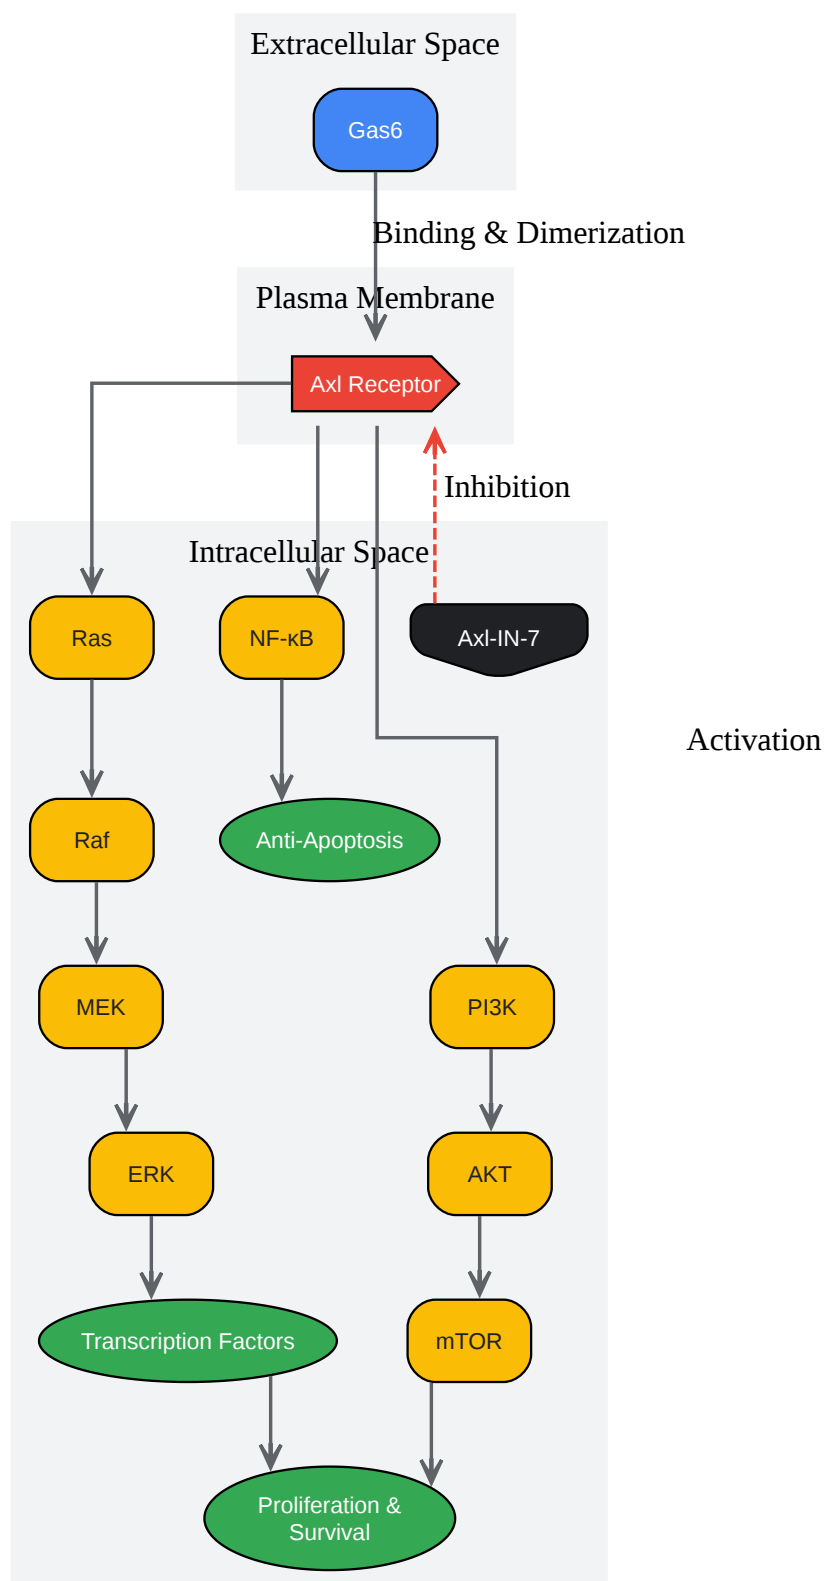 Extracellular Space
Gas6
Binding & Dimerization
Plasma Membrane
Axl Receptor
Inhibition
Intracellular Space
Ras
NF-κB
Axl-IN-7
Activation
Raf
Anti-Apoptosis
MEK
PI3K
ERK
AKT
Transcription Factors
mTOR
Proliferation &
Survival